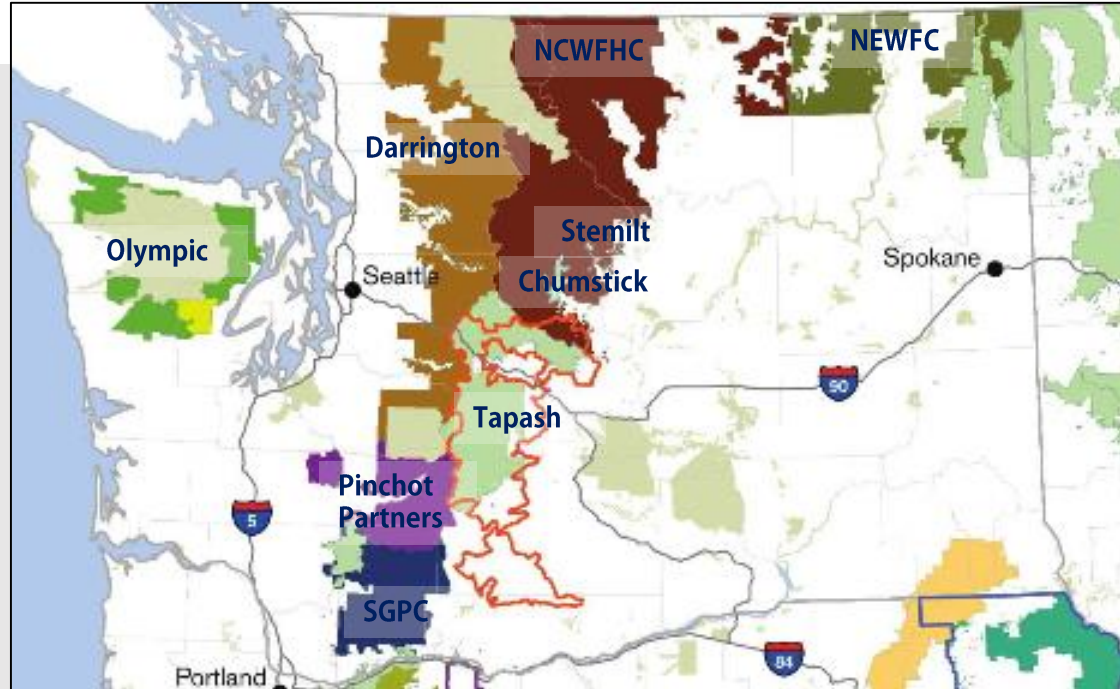 NCWFHC
NEWFC
Darrington
Stemilt
Olympic
Spokane
Seattle
Chumstick
90
Tapash
Pinchot
Partners
5
SGPC
84
Portland